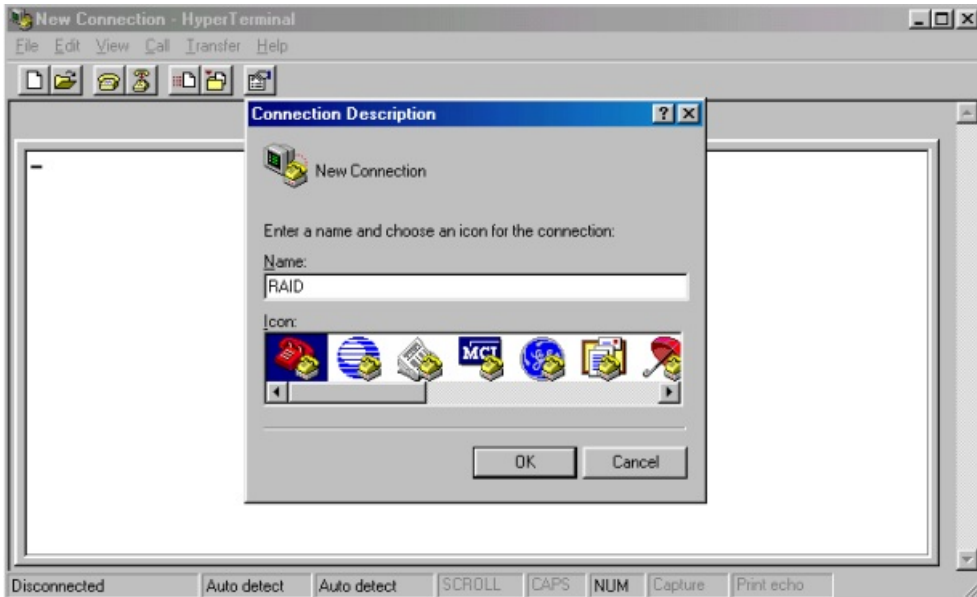 New Connection - HyperTerminal
File Edit View Call Transfer Help
Connection Description
New Connection
Enter a name and choose an icon for the connection:
Name:
RAID
Icon:
MCI
OK Cancel
Disconnected Auto detect Auto detect SCROLL CAPS NUM Capture Print echo